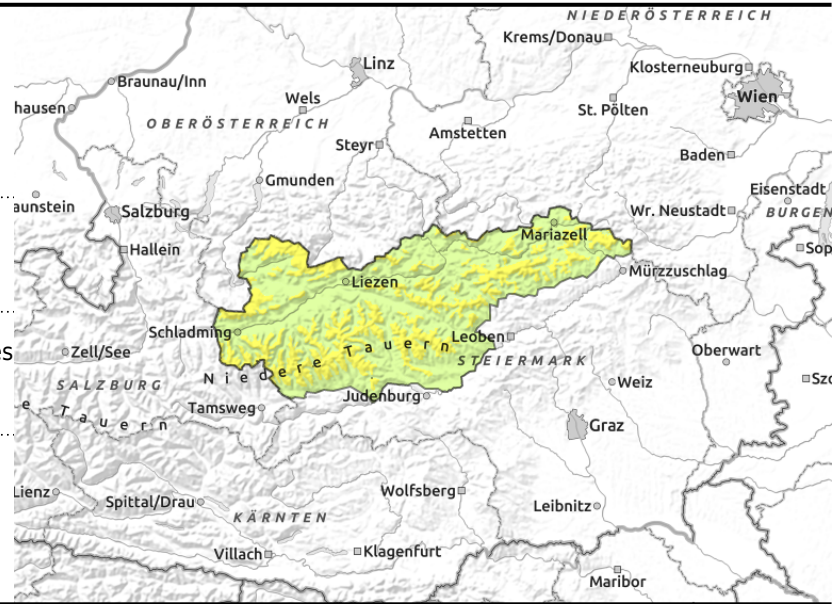 NIEDERÖSTERREICH
Krems/Donau
Linz
Klosterneuburg
Braunau/Inn
Wels
Wien
hausen
St. Pölten
OBERÖSTERREICH
Amstetten
Steyr
Baden
Gmunden
Eisenstadt
aunstein
Salzburg
Wr. Neustadt
BURGEN
Mariazell
Hallein
Sop
Mürzzuschlag
Liezen
Schladming
Leoben
es
Zell/See
Niedere Tauern
STEIERMARK
Oberwart
SALZBURG
Weiz
Szo
Judenburg
e Tauern
Tamsweg
Graz
Lienz
Wolfsberg
Spittal/Drau
Leibnitz
KÄRNTEN
Villach
Klagenfurt
Maribor